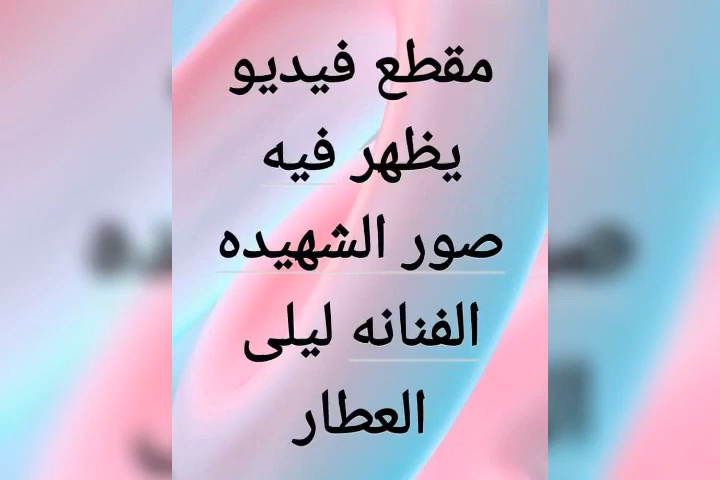 مقطع فيديو
يظهر فيه
صور الشهيده
الفنانه ليلى
العطار